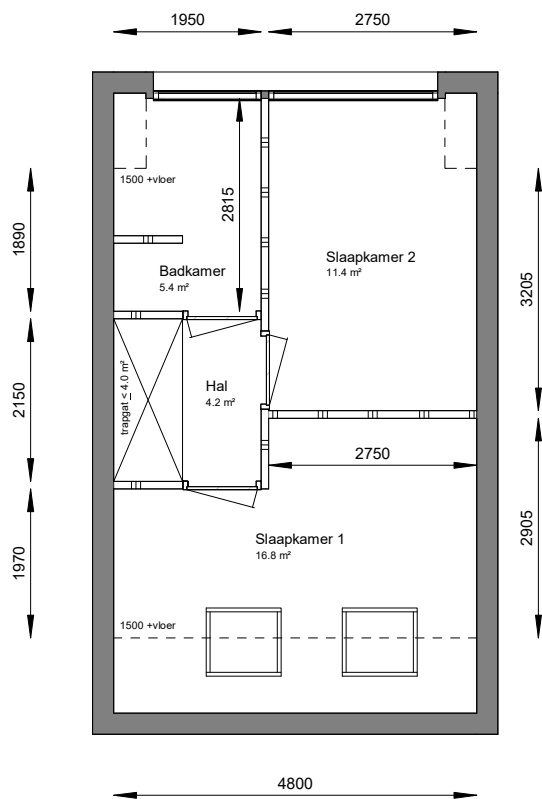 1950
2750
1500 +vloer
1890
2815
3205
Slaapkamer 2
11.4 m²
Badkamer
5.4 m²
2150
trapgat ≤ 4.0 m²
Hal
4.2 m²
2750
2905
1970
Slaapkamer 1
16.8 m²
1500 +vloer
4800